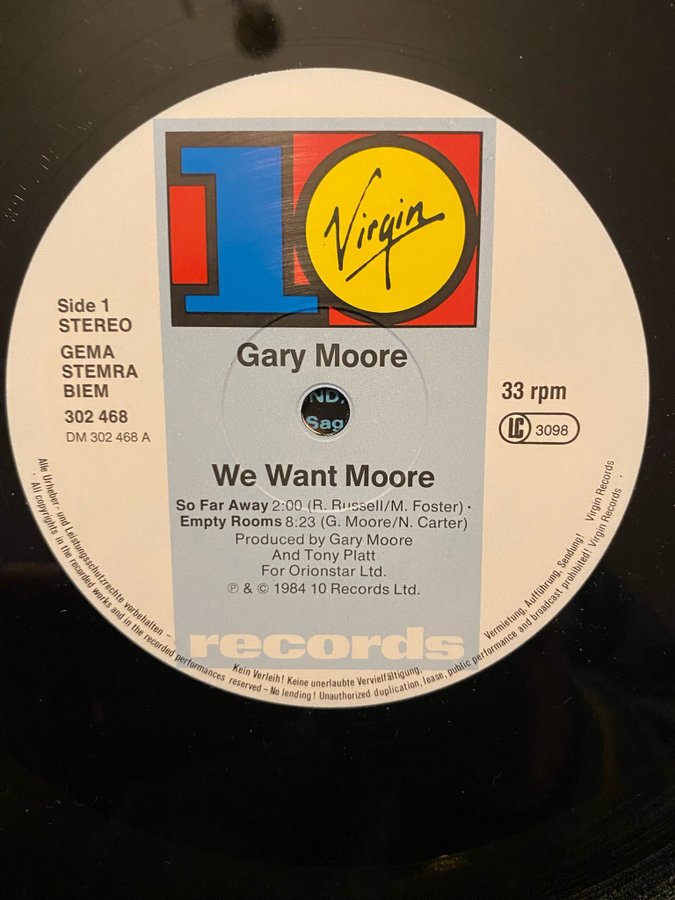 10
Virgin
Side 1
STEREO
GEMA
STEMRA
BIEM
302 468
DM 302 468 A
Gary Moore
33 rpm
LC 3098
ND.
Sag
We Want Moore
So Far Away 2:00 (R. Russell/M. Foster) ·
Empty Rooms 8:23 (G. Moore/N. Carter)
Produced by Gary Moore
And Tony Platt
For Orionstar Ltd.
℗ & © 1984 10 Records Ltd.
records
Alle Urheber- und Leistungsschutzrechte vorbehalten – Kein Verleih! Keine unerlaubte Vervielfältigung, Vermietung, Aufführung, Sendung! Virgin Records
. All copyrights in the recorded works and in the recorded performances reserved – No lending! Unauthorized duplication, lease, public performance and broadcast prohibited! Virgin Records .